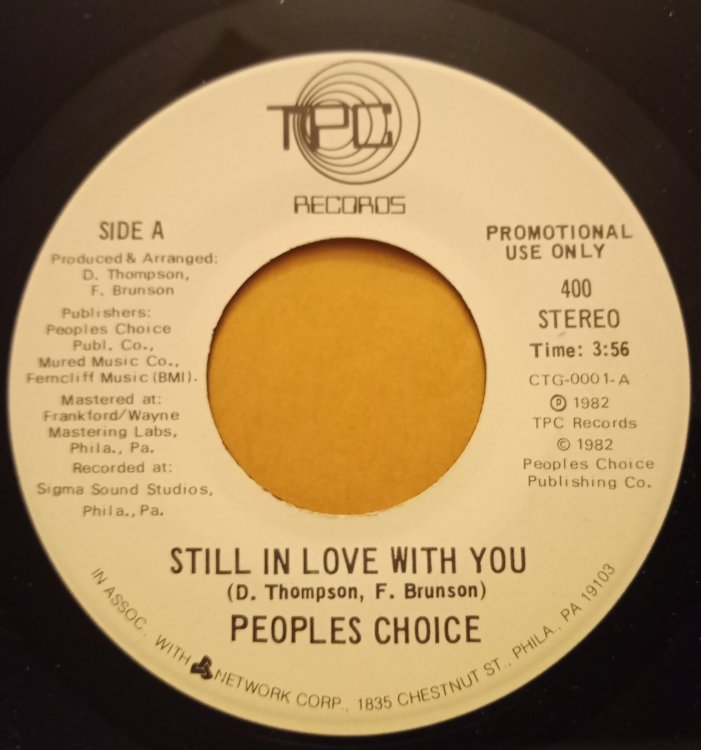 TPC
RECORDS
SIDE A
Produced & Arranged:
D. Thompson,
F. Brunson
Publishers:
Peoples Choice
Publ. Co.,
Mured Music Co.,
Ferncliff Music (BMI).
Mastered at:
Frankford/Wayne
Mastering Labs,
Phila., Pa.
Recorded at:
Sigma Sound Studios,
Phila., Pa.
PROMOTIONAL
USE ONLY
400
STEREO
Time: 3:56
CTG-0001-A
℗ 1982
TPC Records
© 1982
Peoples Choice
Publishing Co.
STILL IN LOVE WITH YOU
(D. Thompson, F. Brunson)
PEOPLES CHOICE
IN ASSOC., WITH NETWORK CORP., 1835 CHESTNUT ST., PHILA., PA 19103